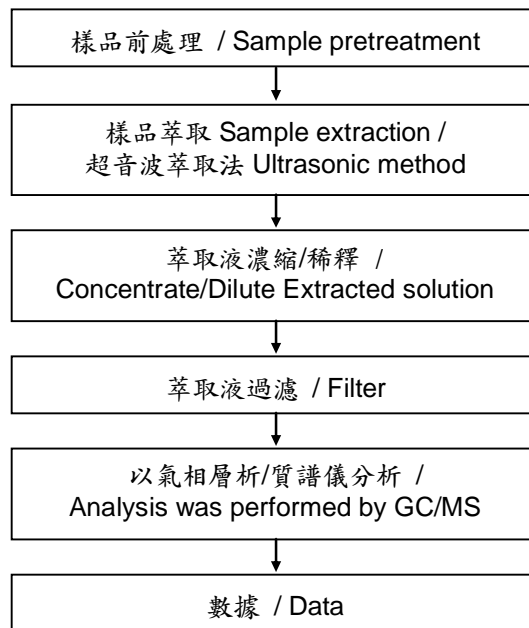 樣品前處理 / Sample pretreatment
樣品萃取 Sample extraction /
超音波萃取法 Ultrasonic method
萃取液濃縮/稀釋 /
Concentrate/Dilute Extracted solution
萃取液過濾 / Filter
以氣相層析/質譜儀分析 /
Analysis was performed by GC/MS
數據 / Data